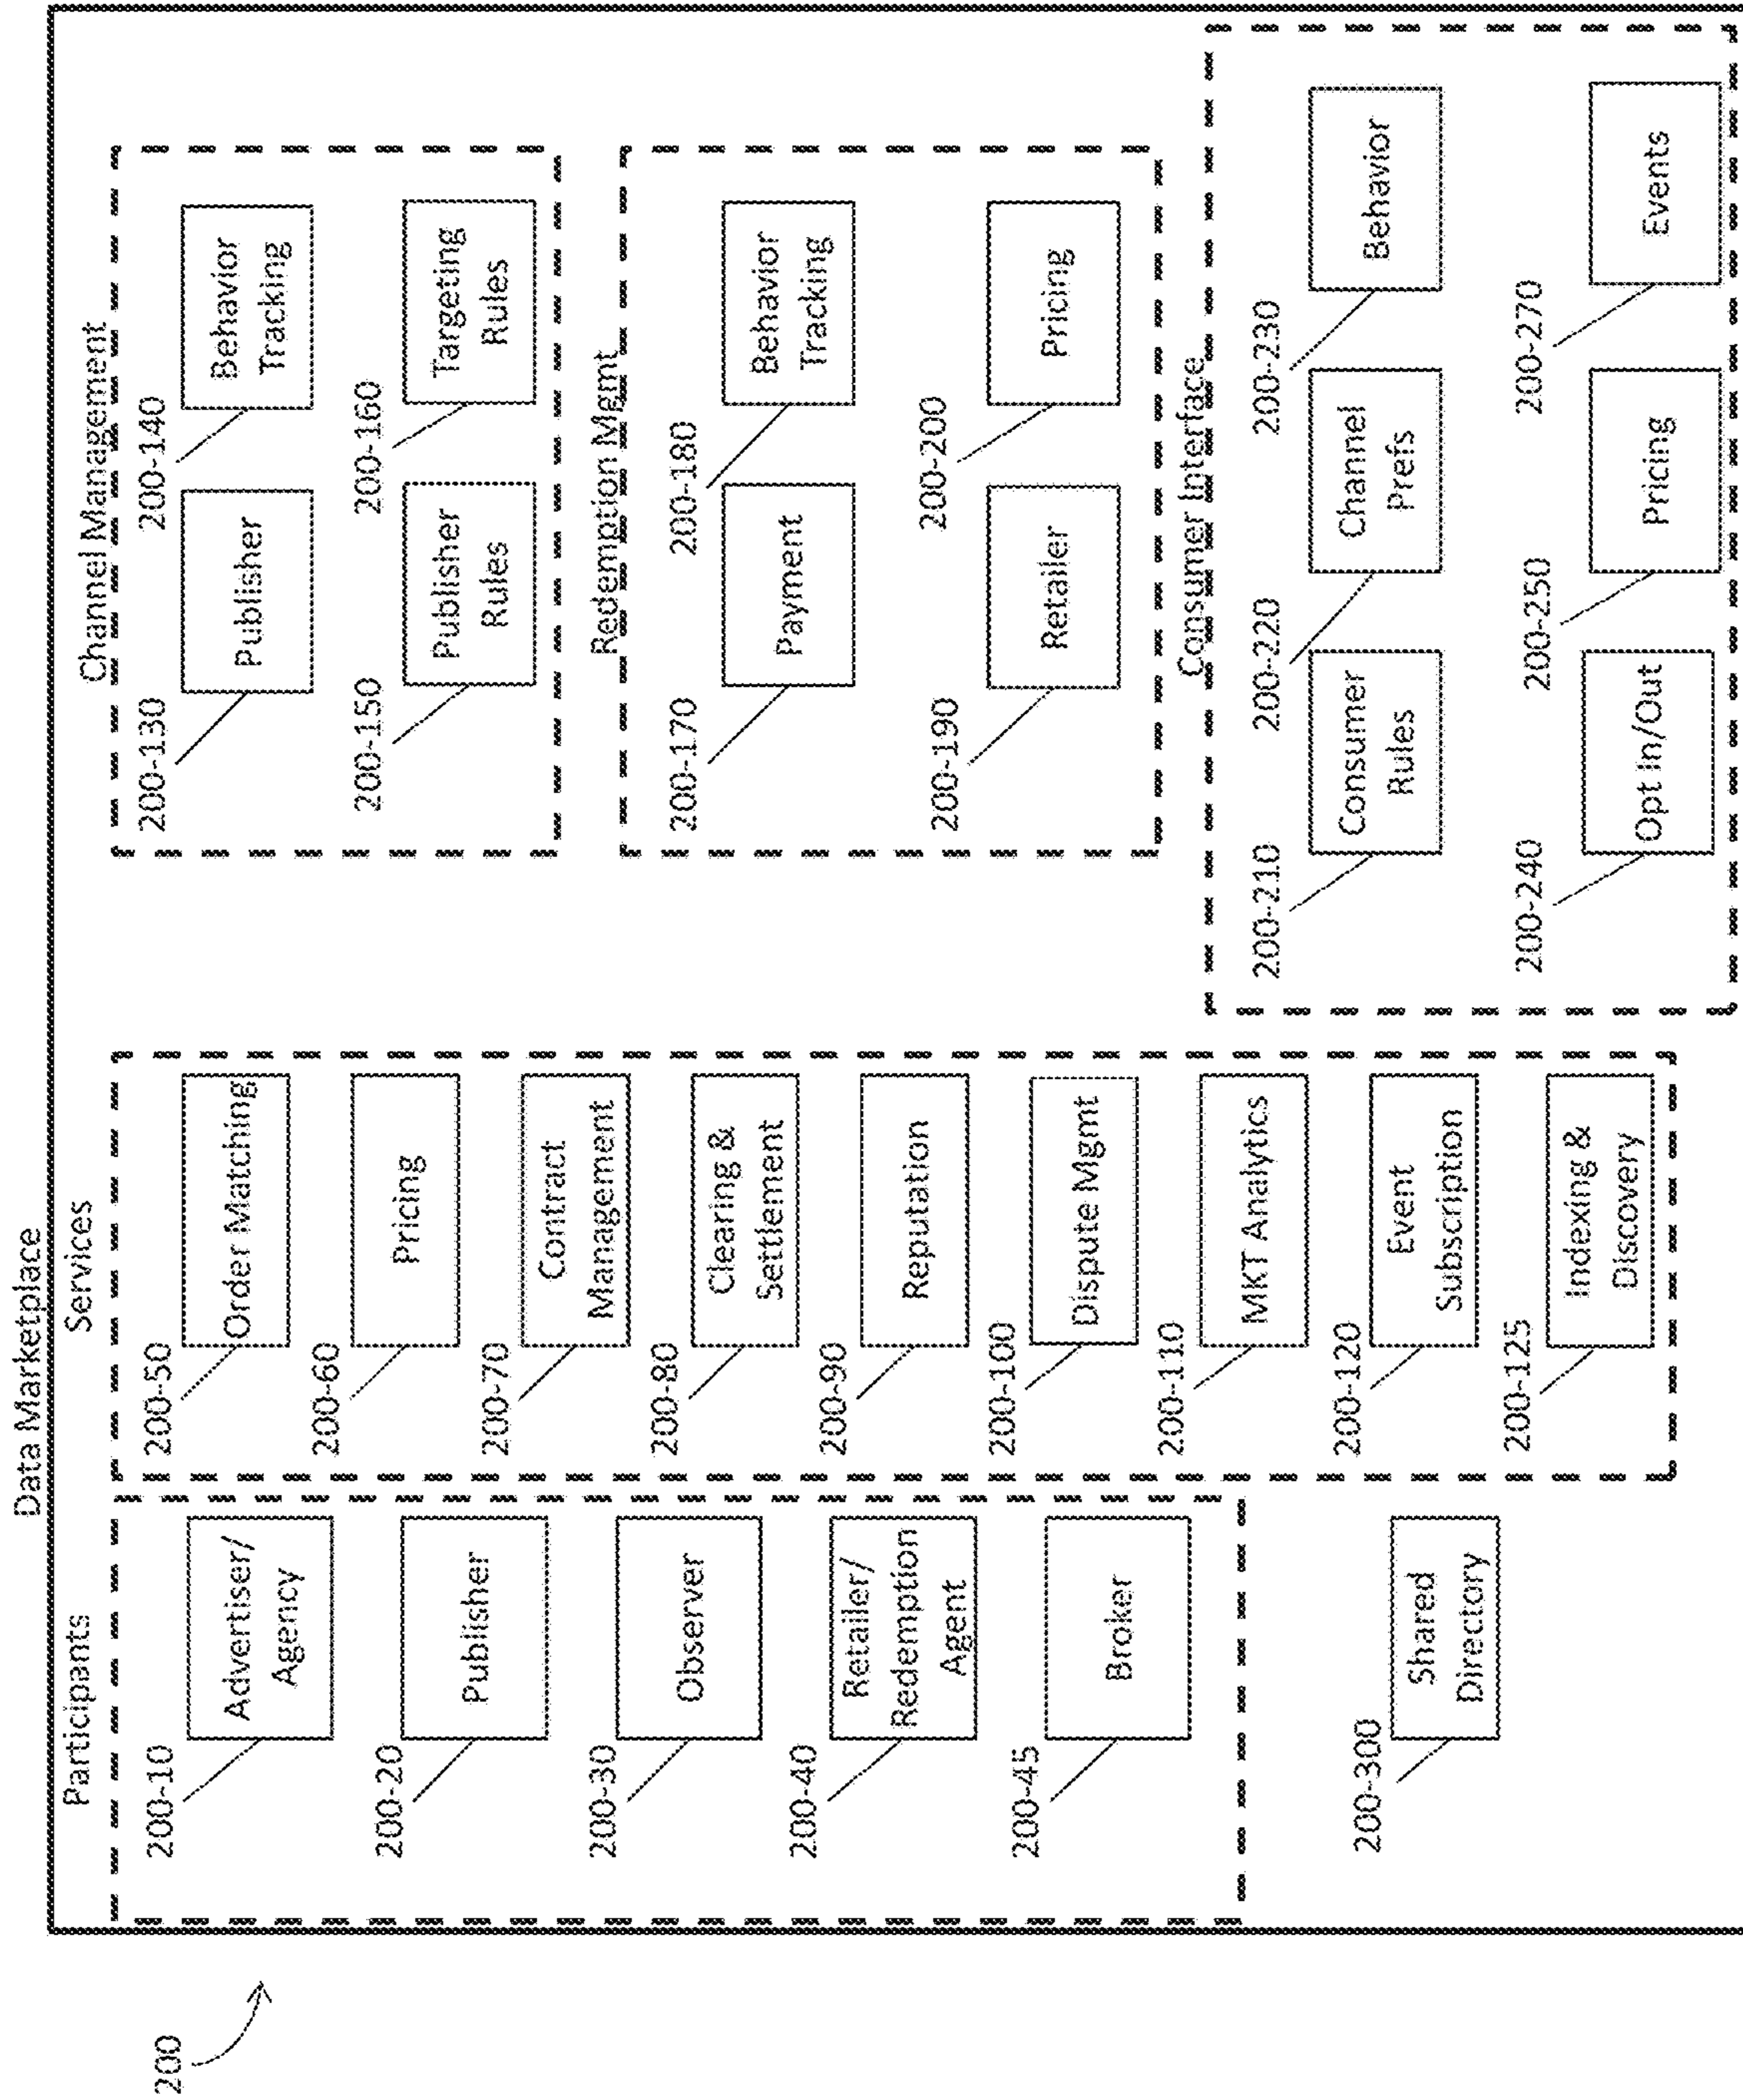 200
Data Marketplace
Participants
200-10
Advertiser/
Agency
200-20
Publisher
200-30
Observer
200-40
Retailer/
Redemption
Agent
200-45
Broker
200-300
Shared
Directory
Services
200-50
Order Matching
200-60
Pricing
200-70
Contract
Management
200-80
Clearing &
Settlement
200-90
Reputation
200-100
Dispute Mgmt
200-110
MKT Analytics
200-120
Event
Subscription
200-125
Indexing &
Discovery
Channel Management
200-130
Publisher
200-140
Behavior
Tracking
200-150
Publisher
Rules
200-160
Targeting
Rules
Redemption Mgmt
200-170
Payment
200-180
Behavior
Tracking
200-190
Retailer
200-200
Pricing
Consumer Interface
200-210
Consumer
Rules
200-220
Channel
Prefs
200-230
Behavior
200-240
Opt In/Out
200-250
Pricing
200-270
Events